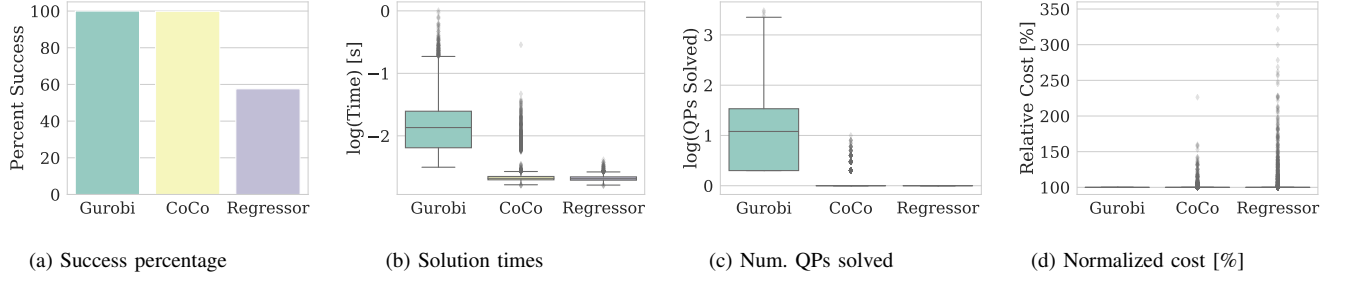 Percent Success
100
80
60
40
20
0
Gurobi CoCo Regressor
(a) Success percentage
log(Time) [s]
0
−1
−2
Gurobi CoCo Regressor
(b) Solution times
log(QPs Solved)
3
2
1
0
Gurobi CoCo Regressor
(c) Num. QPs solved
Relative Cost [%]
350
300
250
200
150
100
Gurobi CoCo Regressor
(d) Normalized cost [%]